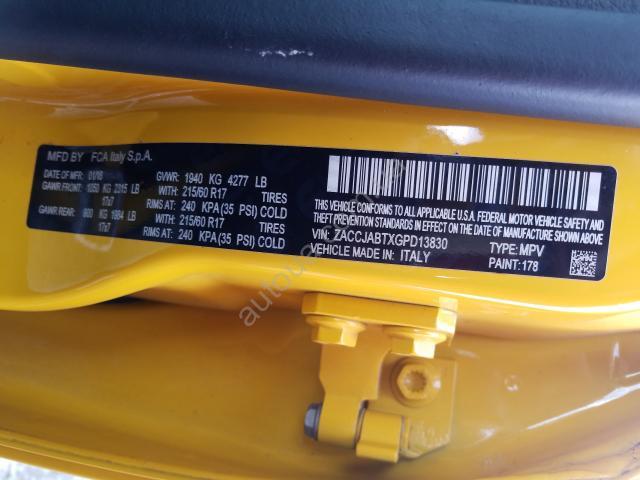 MFD BY FCA Italy S.p.A.
DATE OF MFR: 01/16 GVWR: 1940 KG 4277 LB
GAWR FRONT: 1050 KG 2315 LB WITH: 215/60 R17 TIRES
17x7 RIMS AT: 240 KPA (35 PSI) COLD
GAWR REAR: 900 KG 1984 LB WITH: 215/60 R17 TIRES
17x7 RIMS AT: 240 KPA (35 PSI) COLD
THIS VEHICLE CONFORMS TO ALL APPLICABLE U.S.A. FEDERAL MOTOR VEHICLE SAFETY AND
THEFT PREVENTION STANDARDS IN EFFECT ON THE DATE OF MANUFACTURE SHOWN ABOVE.
VIN: ZACCJABTXGPD13830 TYPE: MPV
VEHICLE MADE IN: ITALY PAINT: 178